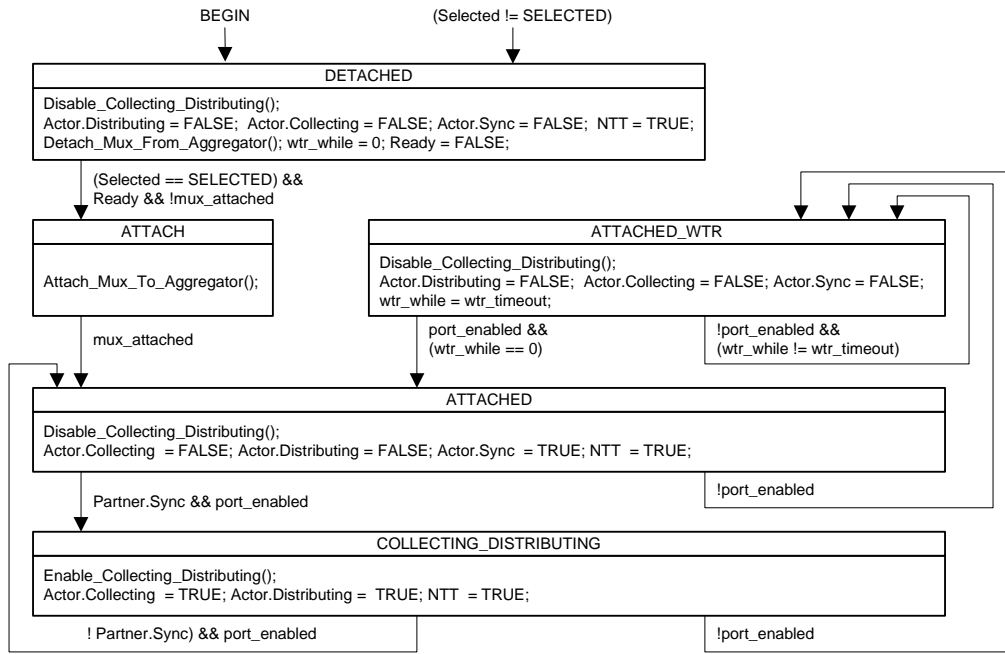 BEGIN
(Selected != SELECTED)
DETACHED
Disable_Collecting_Distributing();
Actor.Distributing = FALSE; Actor.Collecting = FALSE; Actor.Sync = FALSE; NTT = TRUE;
Detach_Mux_From_Aggregator(); wtr_while = 0; Ready = FALSE;
(Selected == SELECTED) &&
Ready && !mux_attached
ATTACH
Attach_Mux_To_Aggregator();
mux_attached
ATTACHED_WTR
Disable_Collecting_Distributing();
Actor.Distributing = FALSE; Actor.Collecting = FALSE; Actor.Sync = FALSE;
wtr_while = wtr_timeout;
port_enabled &&
(wtr_while == 0)
!port_enabled &&
(wtr_while != wtr_timeout)
ATTACHED
Disable_Collecting_Distributing();
Actor.Collecting = FALSE; Actor.Distributing = FALSE; Actor.Sync = TRUE; NTT = TRUE;
Partner.Sync && port_enabled
!port_enabled
COLLECTING_DISTRIBUTING
Enable_Collecting_Distributing();
Actor.Collecting = TRUE; Actor.Distributing = TRUE; NTT = TRUE;
! Partner.Sync) && port_enabled
!port_enabled